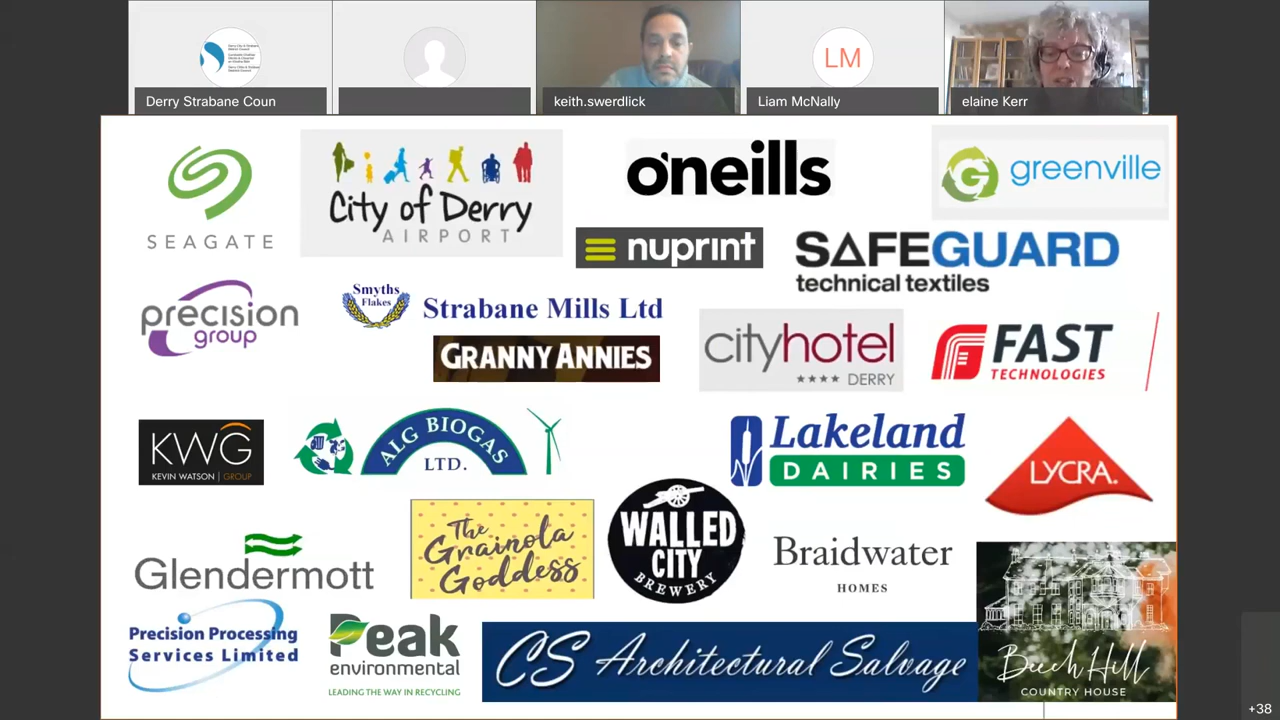 Derry Strabane Coun
keith.swerdlick
LM
Liam McNally
elaine Kerr
SEAGATE
City of Derry
AIRPORT
o'neills
greenville
nuprint
SAFEGUARD
technical textiles
precision
group
Smyths
Flakes
Strabane Mills Ltd
GRANNY ANNIES
cityhotel
DERRY
FAST
TECHNOLOGIES
KWG
KEVIN WATSON | GROUP
ALG BIOGAS
LTD.
Lakeland
DAIRIES
LYCRA.
Glendermott
The
Grainola
Goddess
WALLED
CITY
BREWERY
Braidwater
HOMES
Precision Processing
Services Limited
Peak
environmental
LEADING THE WAY IN RECYCLING
CS Architectural Salvage
Beech Hill
COUNTRY HOUSE
+38